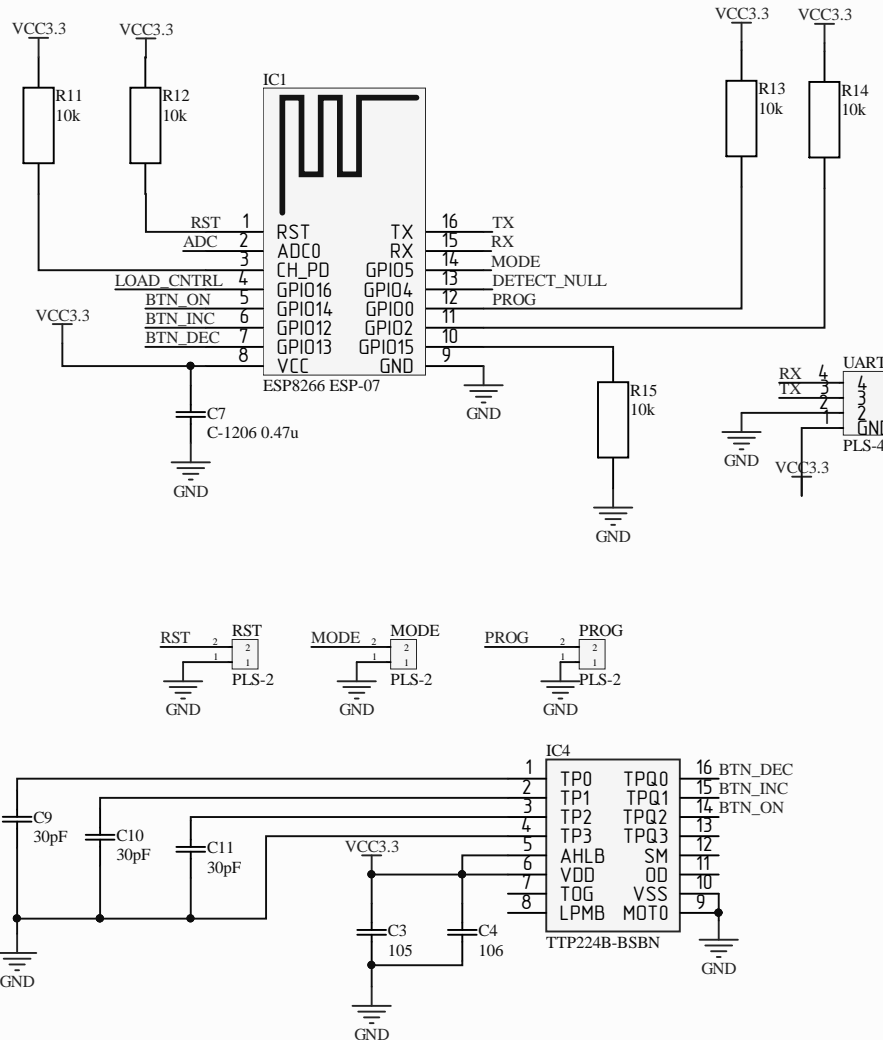 VCC3.3
VCC3.3
VCC3.3
VCC3.3
R11
10k
R12
10k
IC1
R13
10k
R14
10k
RST 1 RST
ADC 2 ADC0
3 CH_PD
LOAD_CNTRL 4 GPIO16
BTN_ON 5 GPIO14
BTN_INC 6 GPIO12
BTN_DEC 7 GPIO13
8 VCC
TX 16 TX
RX 15 RX
GPIO5 14 MODE
GPIO4 13 DETECT_NULL
GPIO0 12 PROG
GPIO2 11
GPIO15 10
GND 9
ESP8266 ESP-07
VCC3.3
C7
C-1206 0.47u
GND
GND
R15
10k
GND
UART
RX 4 4
TX 3 3
2 2
1 GND
PLS-4
GND
VCC3.3
RST 2 RST
2
1 1
PLS-2
GND
MODE 2 MODE
2
1 1
PLS-2
GND
PROG 2 PROG
2
1 1
PLS-2
GND
IC4
1 TP0
2 TP1
3 TP2
4 TP3
5 AHLB
6 VDD
7 TOG
8 LPMB
TPQ0 16 BTN_DEC
TPQ1 15 BTN_INC
TPQ2 14 BTN_ON
TPQ3 13
SM 12
OD 11
VSS 10
MOT0 9
TTP224B-BSBN
C9
30pF
C10
30pF
C11
30pF
VCC3.3
C3
105
C4
106
GND
GND
GND